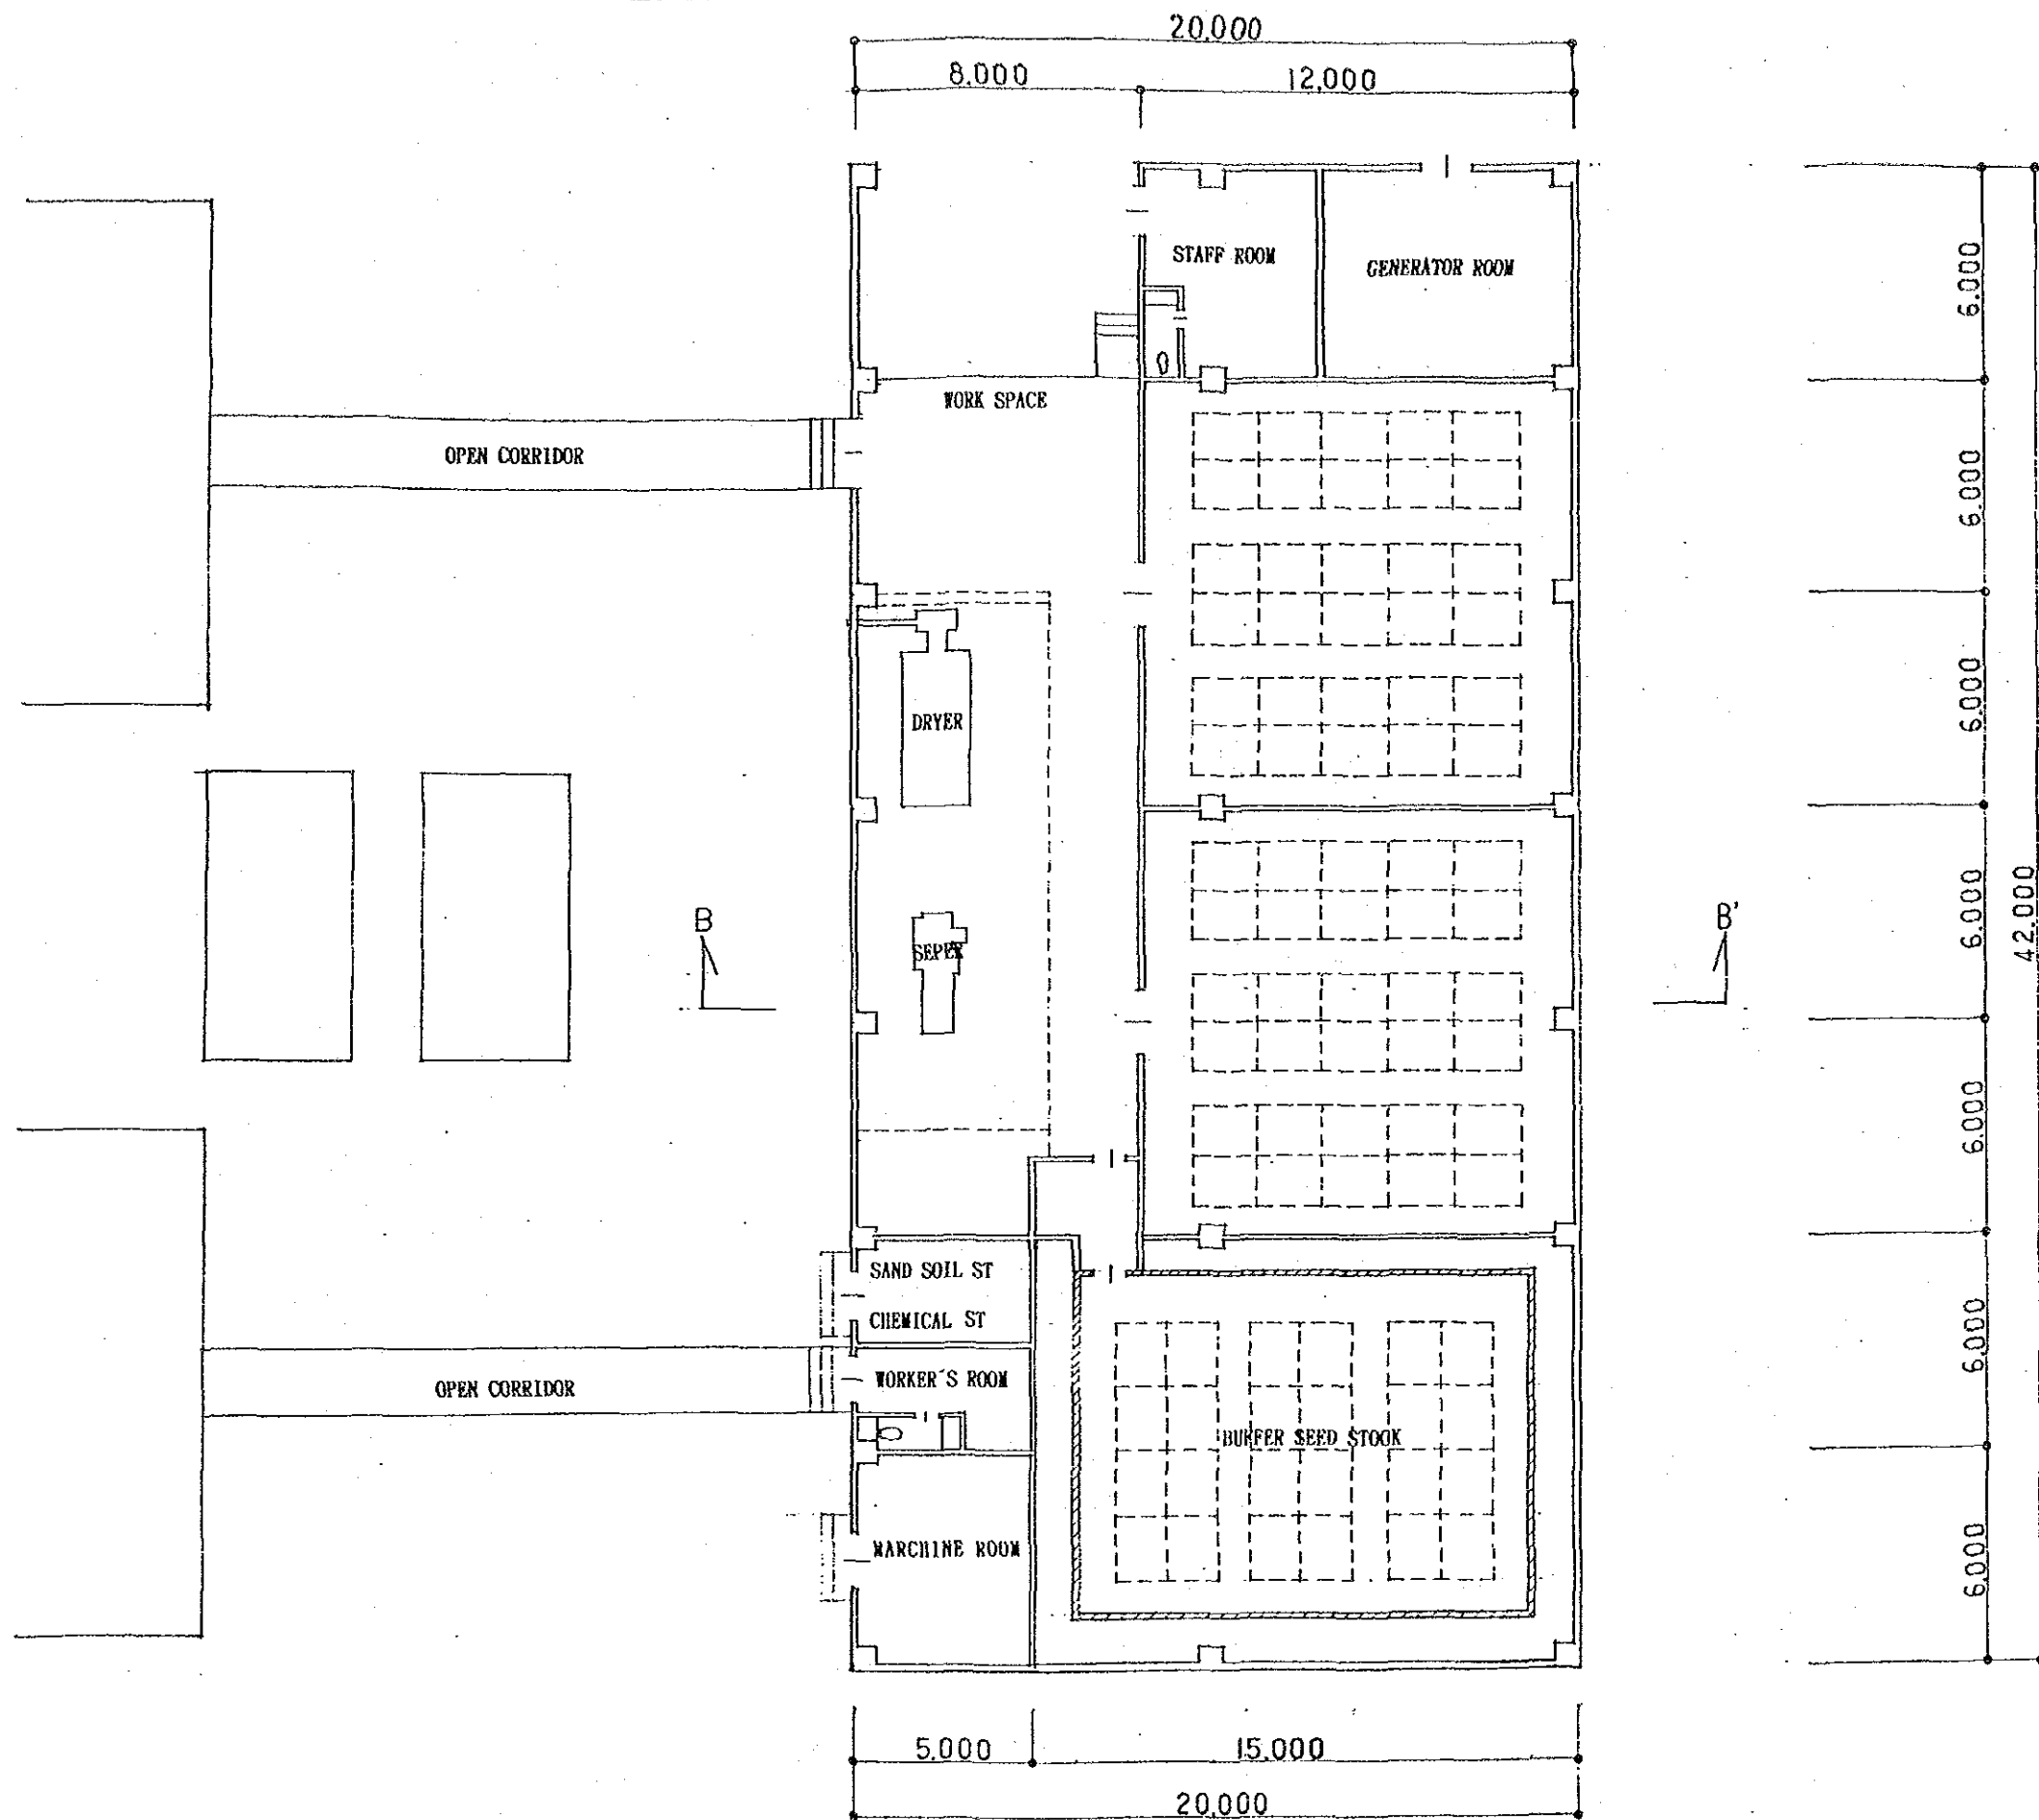 20,000
8,000
12,000
STAFF ROOM
GENERATOR ROOM
6,000
WORK SPACE
OPEN CORRIDOR
6,000
6,000
DRYER
B
B'
6,000
42,000
6,000
SAND SOIL ST
CHEMICAL ST
6,000
WORKER'S ROOM
OPEN CORRIDOR
BUFFER SEED STOOK
MARCHINE ROOM
6,000
5,000
15,000
20,000